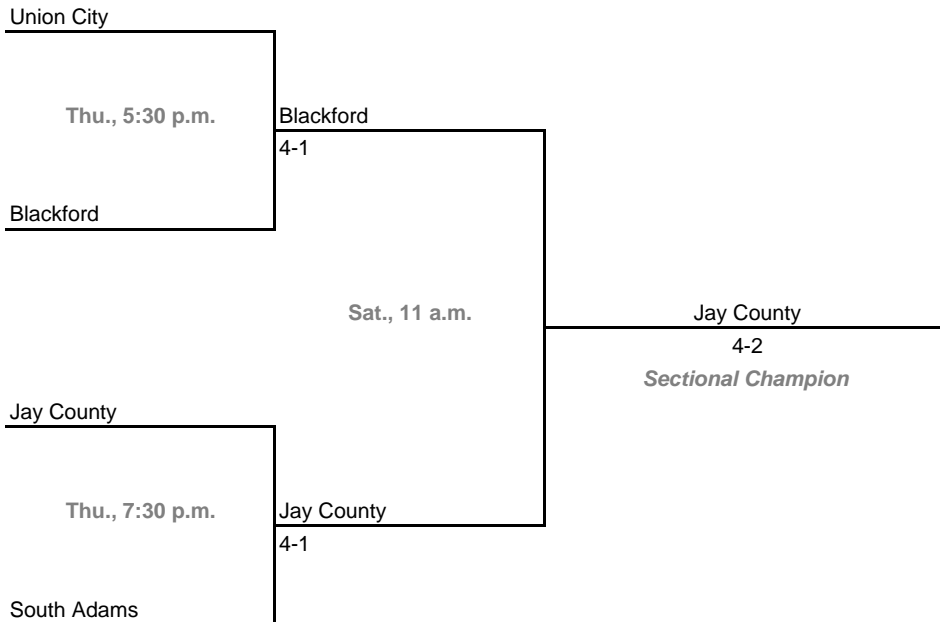 Union City
Thu., 5:30 p.m.
Blackford
4-1
Blackford
Sat., 11 a.m.
Jay County
4-2
Sectional Champion
Jay County
Thu., 7:30 p.m.
Jay County
4-1
South Adams